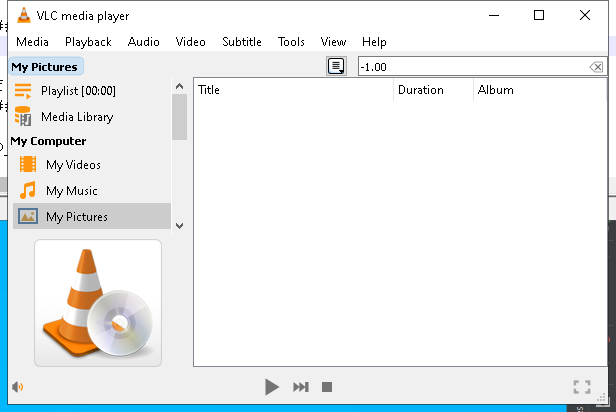 VLC media player
Media Playback Audio Video Subtitle Tools View Help
My Pictures
-1.00
Playlist [00:00]
Media Library
My Computer
My Videos
My Music
My Pictures
Title Duration Album